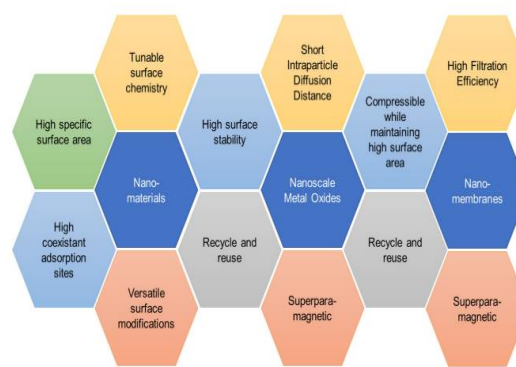 Tunable
surface
chemistry
Short
Intraparticle
Diffusion
Distance
High Filtration
Efficiency
High specific
surface area
High surface
stability
Compressible
while
maintaining
high surface
area
Nano-
materials
Nanoscale
Metal Oxides
Nano-
membranes
High
coexistant
adsorption
sites
Recycle and
reuse
Recycle and
reuse
Versatile
surface
modifications
Superpara-
magnetic
Superpara-
magnetic